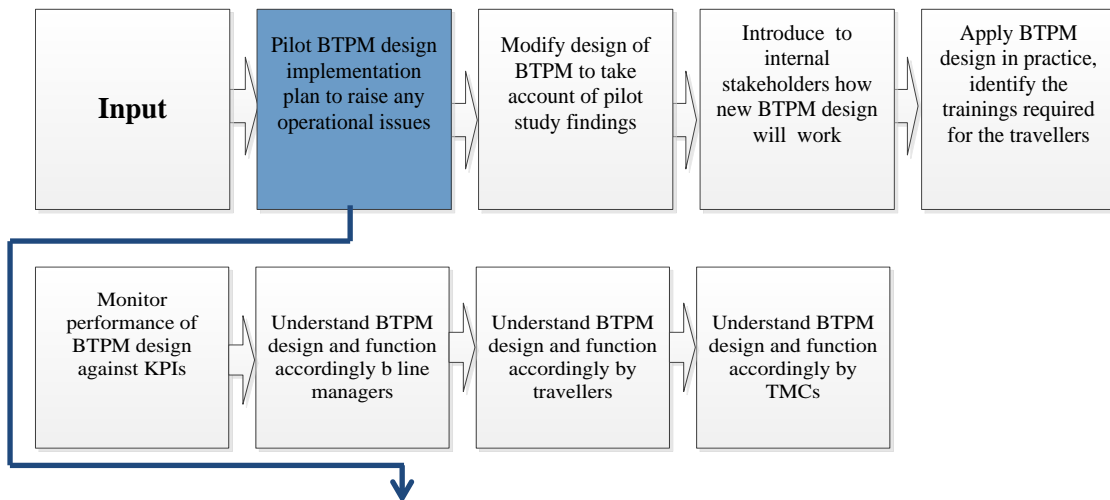 Input
Pilot BTPM design
implementation
plan to raise any
operational issues
Modify design of
BTPM to take
account of pilot
study findings
Introduce to
internal
stakeholders how
new BTPM design
will work
Apply BTPM
design in practice,
identify the
trainings required
for the travellers
Monitor
performance of
BTPM design
against KPIs
Understand BTPM
design and function
accordingly b line
managers
Understand BTPM
design and function
accordingly by
travellers
Understand BTPM
design and function
accordingly by
TMCs